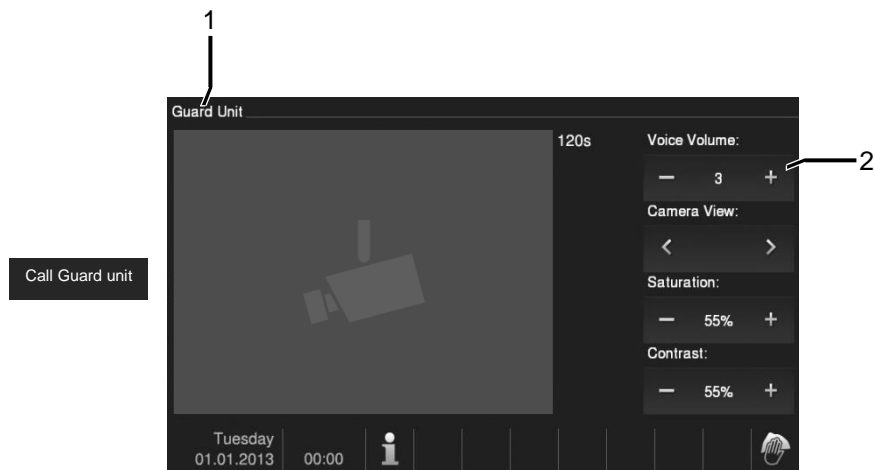 1
Guard Unit
120s
Voice Volume:
2
− 3 +
Camera View:
< >
Call Guard unit
Saturation:
− 55% +
Contrast:
− 55% +
Tuesday
01.01.2013 00:00 i